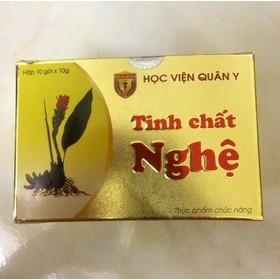 Hộp 10 gói x 10g
HỌC VIỆN QUÂN Y
Tinh chất
Nghệ
Thực phẩm chức năng